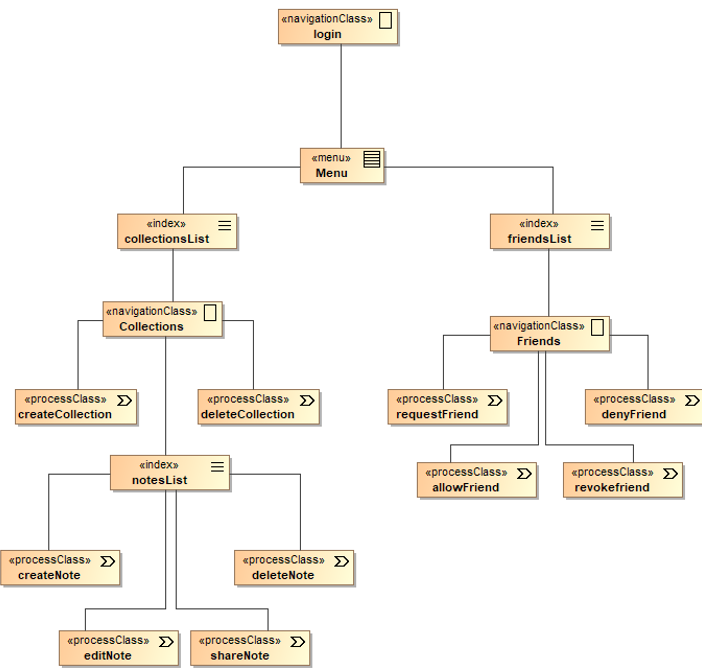 «navigationClass»
login
«menu»
Menu
«index»
collectionsList
«index»
friendsList
«navigationClass»
Collections
«navigationClass»
Friends
«processClass»
createCollection
«processClass»
deleteCollection
«processClass»
requestFriend
«processClass»
denyFriend
«index»
notesList
«processClass»
allowFriend
«processClass»
revokefriend
«processClass»
createNote
«processClass»
deleteNote
«processClass»
editNote
«processClass»
shareNote